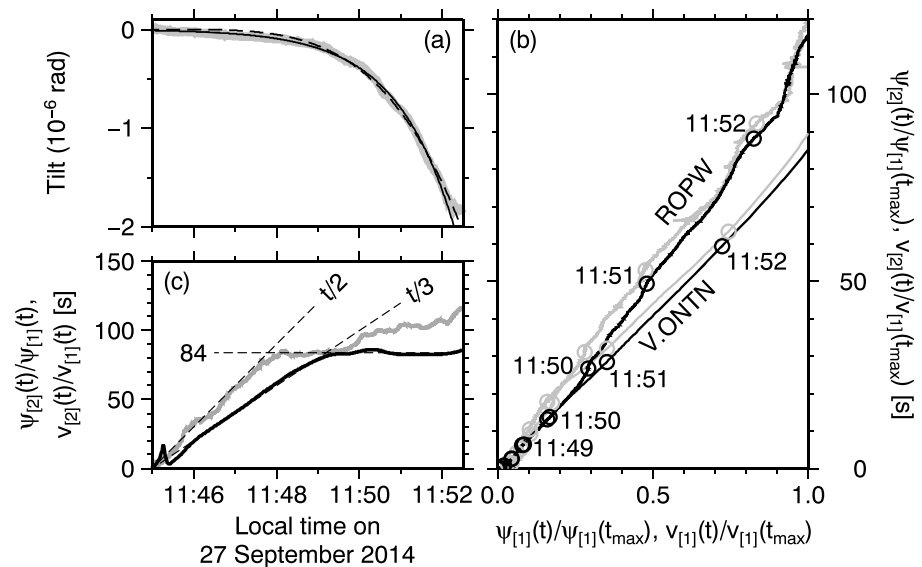 (a)
0
−1
−2
Tilt (10⁻⁶ rad)
(c)
150
100
50
0
t/2
t/3
84
ψ[2](t)/ψ[1](t),
v[2](t)/v[1](t) [s]
11:46 11:48 11:50 11:52
Local time on
27 September 2014
(b)
11:52
ROPW
11:51
11:52
V.ONTN
11:50
11:51
11:50
11:49
100
50
0
ψ[2](t)/ψ[1](tmax), v[2](t)/v[1](tmax) [s]
0.0 0.5 1.0
ψ[1](t)/ψ[1](tmax), v[1](t)/v[1](tmax)